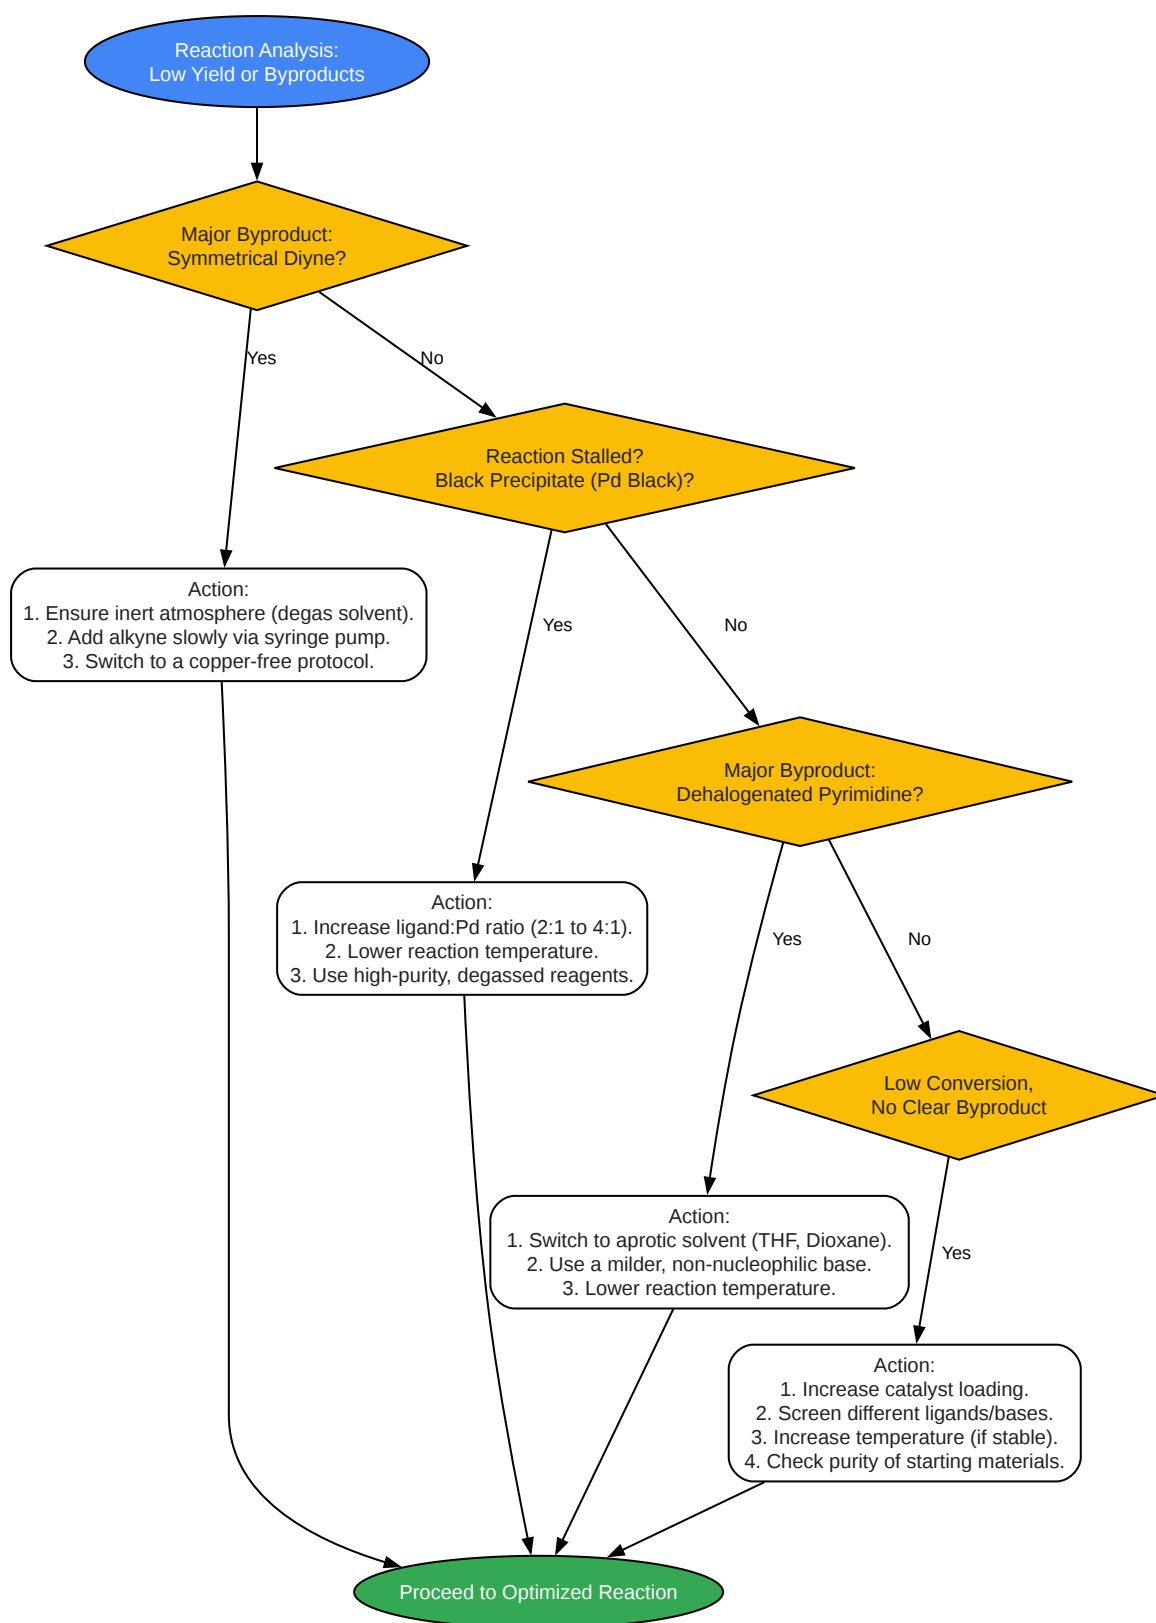 Reaction Analysis:
Low Yield or Byproducts
Major Byproduct:
Symmetrical Diyne?
Yes
No
Reaction Stalled?
Black Precipitate (Pd Black)?
Action:
1. Ensure inert atmosphere (degas solvent).
2. Add alkyne slowly via syringe pump.
3. Switch to a copper-free protocol.
Yes
No
Major Byproduct:
Dehalogenated Pyrimidine?
Action:
1. Increase ligand:Pd ratio (2:1 to 4:1).
2. Lower reaction temperature.
3. Use high-purity, degassed reagents.
Yes
No
Low Conversion,
No Clear Byproduct
Action:
1. Switch to aprotic solvent (THF, Dioxane).
2. Use a milder, non-nucleophilic base.
3. Lower reaction temperature.
Yes
Action:
1. Increase catalyst loading.
2. Screen different ligands/bases.
3. Increase temperature (if stable).
4. Check purity of starting materials.
Proceed to Optimized Reaction